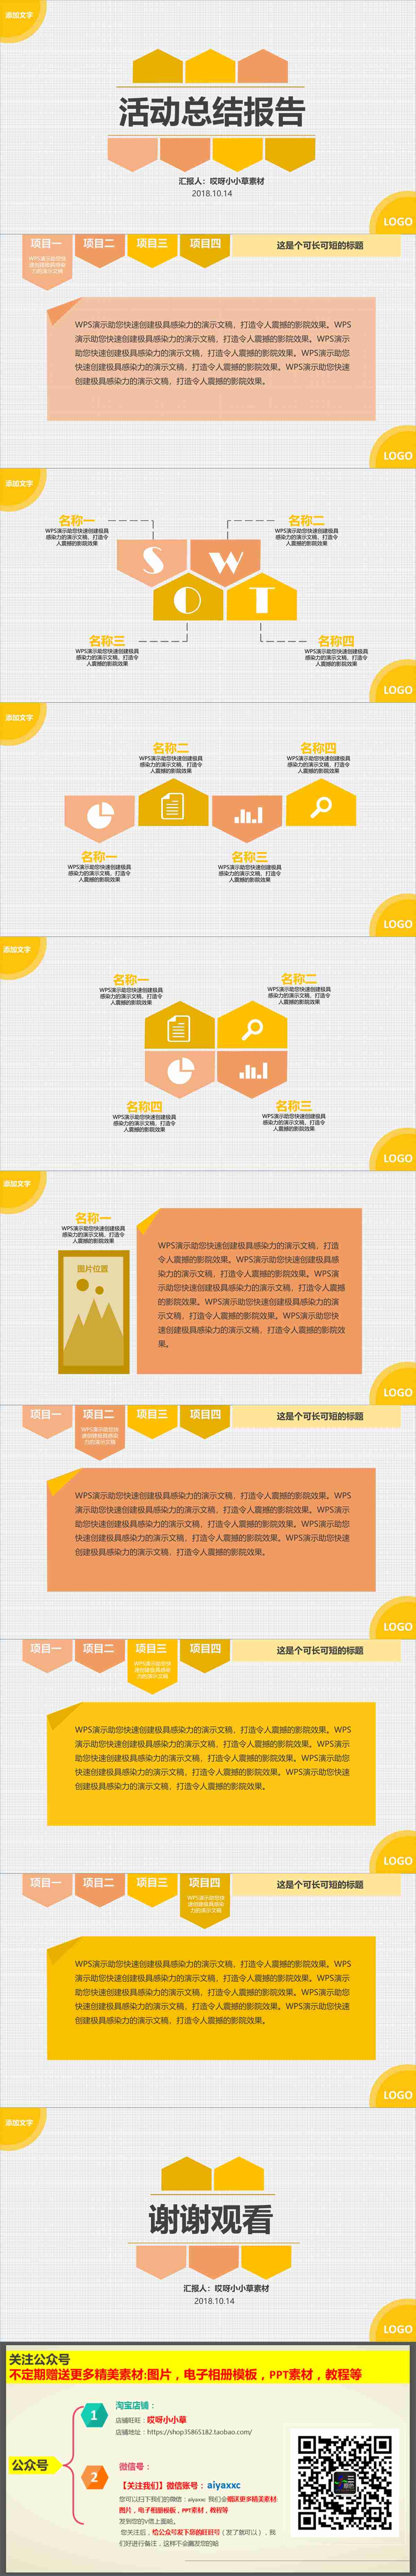 添加文字
活动总结报告
汇报人：哎呀小小草素材
2018.10.14
LOGO
项目一
项目二
项目三
项目四
这是个可长可短的标题
WPS演示助您快
速创建极具感染
力的演示文稿
WPS演示助您快速创建极具感染力的演示文稿，打造令人震撼的影院效果。WPS
演示助您快速创建极具感染力的演示文稿，打造令人震撼的影院效果。WPS演示
助您快速创建极具感染力的演示文稿，打造令人震撼的影院效果。WPS演示助您
快速创建极具感染力的演示文稿，打造令人震撼的影院效果。WPS演示助您快速
创建极具感染力的演示文稿，打造令人震撼的影院效果。
LOGO
添加文字
名称一
WPS演示助您快速创建极具
感染力的演示文稿，打造令
人震撼的影院效果
名称二
WPS演示助您快速创建极具
感染力的演示文稿，打造令
人震撼的影院效果
S
W
O
T
名称三
WPS演示助您快速创建极具
感染力的演示文稿，打造令
人震撼的影院效果
名称四
WPS演示助您快速创建极具
感染力的演示文稿，打造令
人震撼的影院效果
LOGO
添加文字
名称二
WPS演示助您快速创建极具
感染力的演示文稿，打造令
人震撼的影院效果
名称四
WPS演示助您快速创建极具
感染力的演示文稿，打造令
人震撼的影院效果
名称一
WPS演示助您快速创建极具
感染力的演示文稿，打造令
人震撼的影院效果
名称三
WPS演示助您快速创建极具
感染力的演示文稿，打造令
人震撼的影院效果
LOGO
添加文字
名称一
WPS演示助您快速创建极具
感染力的演示文稿，打造令
人震撼的影院效果
名称二
WPS演示助您快速创建极具
感染力的演示文稿，打造令
人震撼的影院效果
名称四
WPS演示助您快速创建极具
感染力的演示文稿，打造令
人震撼的影院效果
名称三
WPS演示助您快速创建极具
感染力的演示文稿，打造令
人震撼的影院效果
LOGO
添加文字
名称一
WPS演示助您快速创建极具
感染力的演示文稿，打造令
人震撼的影院效果
图片位置
WPS演示助您快速创建极具感染力的演示文稿，打造
令人震撼的影院效果。WPS演示助您快速创建极具感
染力的演示文稿，打造令人震撼的影院效果。WPS演
示助您快速创建极具感染力的演示文稿，打造令人震撼
的影院效果。WPS演示助您快速创建极具感染力的演
示文稿，打造令人震撼的影院效果。WPS演示助您快
速创建极具感染力的演示文稿，打造令人震撼的影院效
果。
LOGO
项目一
项目二
项目三
项目四
这是个可长可短的标题
WPS演示助您快
速创建极具感染
力的演示文稿
WPS演示助您快速创建极具感染力的演示文稿，打造令人震撼的影院效果。WPS
演示助您快速创建极具感染力的演示文稿，打造令人震撼的影院效果。WPS演示
助您快速创建极具感染力的演示文稿，打造令人震撼的影院效果。WPS演示助您
快速创建极具感染力的演示文稿，打造令人震撼的影院效果。WPS演示助您快速
创建极具感染力的演示文稿，打造令人震撼的影院效果。
LOGO
项目一
项目二
项目三
项目四
这是个可长可短的标题
WPS演示助您快
速创建极具感染
力的演示文稿
WPS演示助您快速创建极具感染力的演示文稿，打造令人震撼的影院效果。WPS
演示助您快速创建极具感染力的演示文稿，打造令人震撼的影院效果。WPS演示
助您快速创建极具感染力的演示文稿，打造令人震撼的影院效果。WPS演示助您
快速创建极具感染力的演示文稿，打造令人震撼的影院效果。WPS演示助您快速
创建极具感染力的演示文稿，打造令人震撼的影院效果。
LOGO
项目一
项目二
项目三
项目四
这是个可长可短的标题
WPS演示助您快
速创建极具感染
力的演示文稿
WPS演示助您快速创建极具感染力的演示文稿，打造令人震撼的影院效果。WPS
演示助您快速创建极具感染力的演示文稿，打造令人震撼的影院效果。WPS演示
助您快速创建极具感染力的演示文稿，打造令人震撼的影院效果。WPS演示助您
快速创建极具感染力的演示文稿，打造令人震撼的影院效果。WPS演示助您快速
创建极具感染力的演示文稿，打造令人震撼的影院效果。
LOGO
添加文字
谢谢观看
汇报人：哎呀小小草素材
2018.10.14
LOGO
关注公众号
不定期赠送更多精美素材:图片，电子相册模板，PPT素材，教程等
公众号
1
淘宝店铺：
店铺旺旺：哎呀小小草
店铺地址：https://shop35865182.taobao.com/
2
微信号：
【关注我们】微信账号： aiyaxxc
您可以扫下我们的微信：aiyaxxc 我们会赠送更多精美素材:
图片，电子相册模板，PPT素材，教程等
发到您的V信上面哈。
您关注后，给公众号发下您的旺旺号（发了就可以），我
们好进行备注，这样不会漏发您的哈